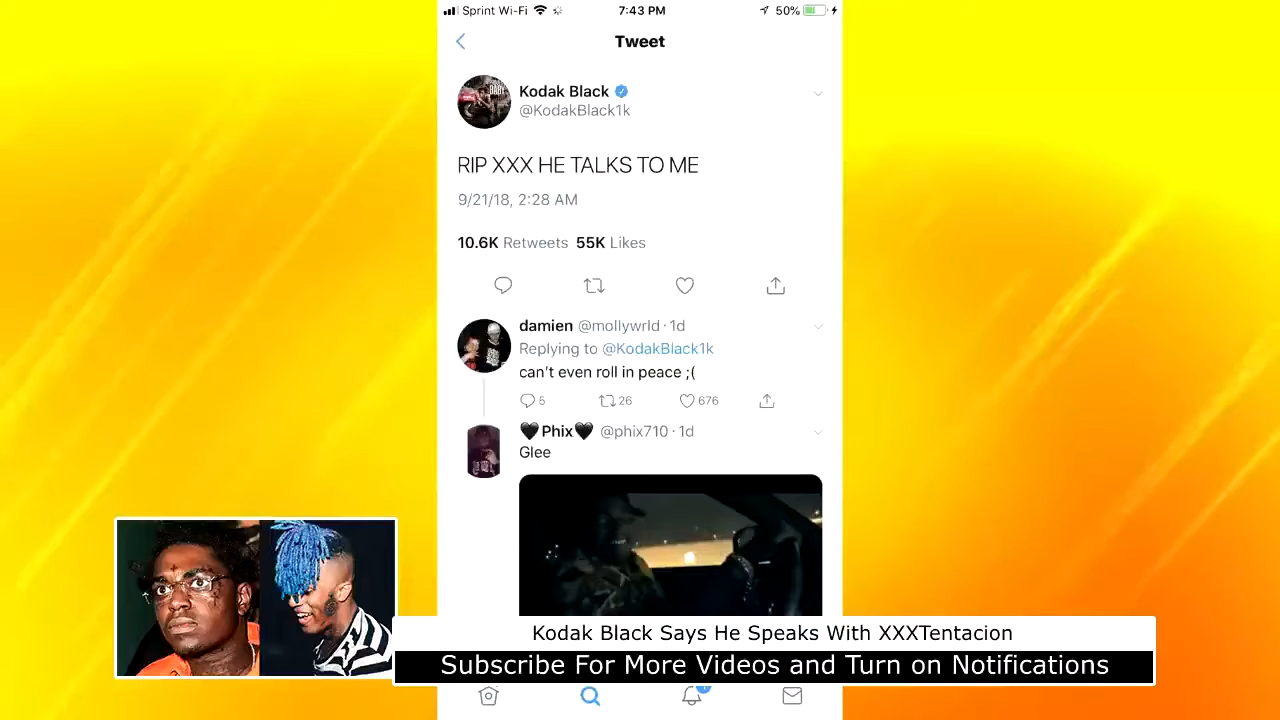 Sprint Wi-Fi 7:43 PM 50%
Tweet
Kodak Black
@KodakBlack1k
RIP XXX HE TALKS TO ME
9/21/18, 2:28 AM
10.6K Retweets 55K Likes
damien @mollywrld · 1d
Replying to @KodakBlack1k
can't even roll in peace ;(
5 26 676
🖤Phix🖤 @phix710 · 1d
Glee
Kodak Black Says He Speaks With XXXTentacion
Subscribe For More Videos and Turn on Notifications